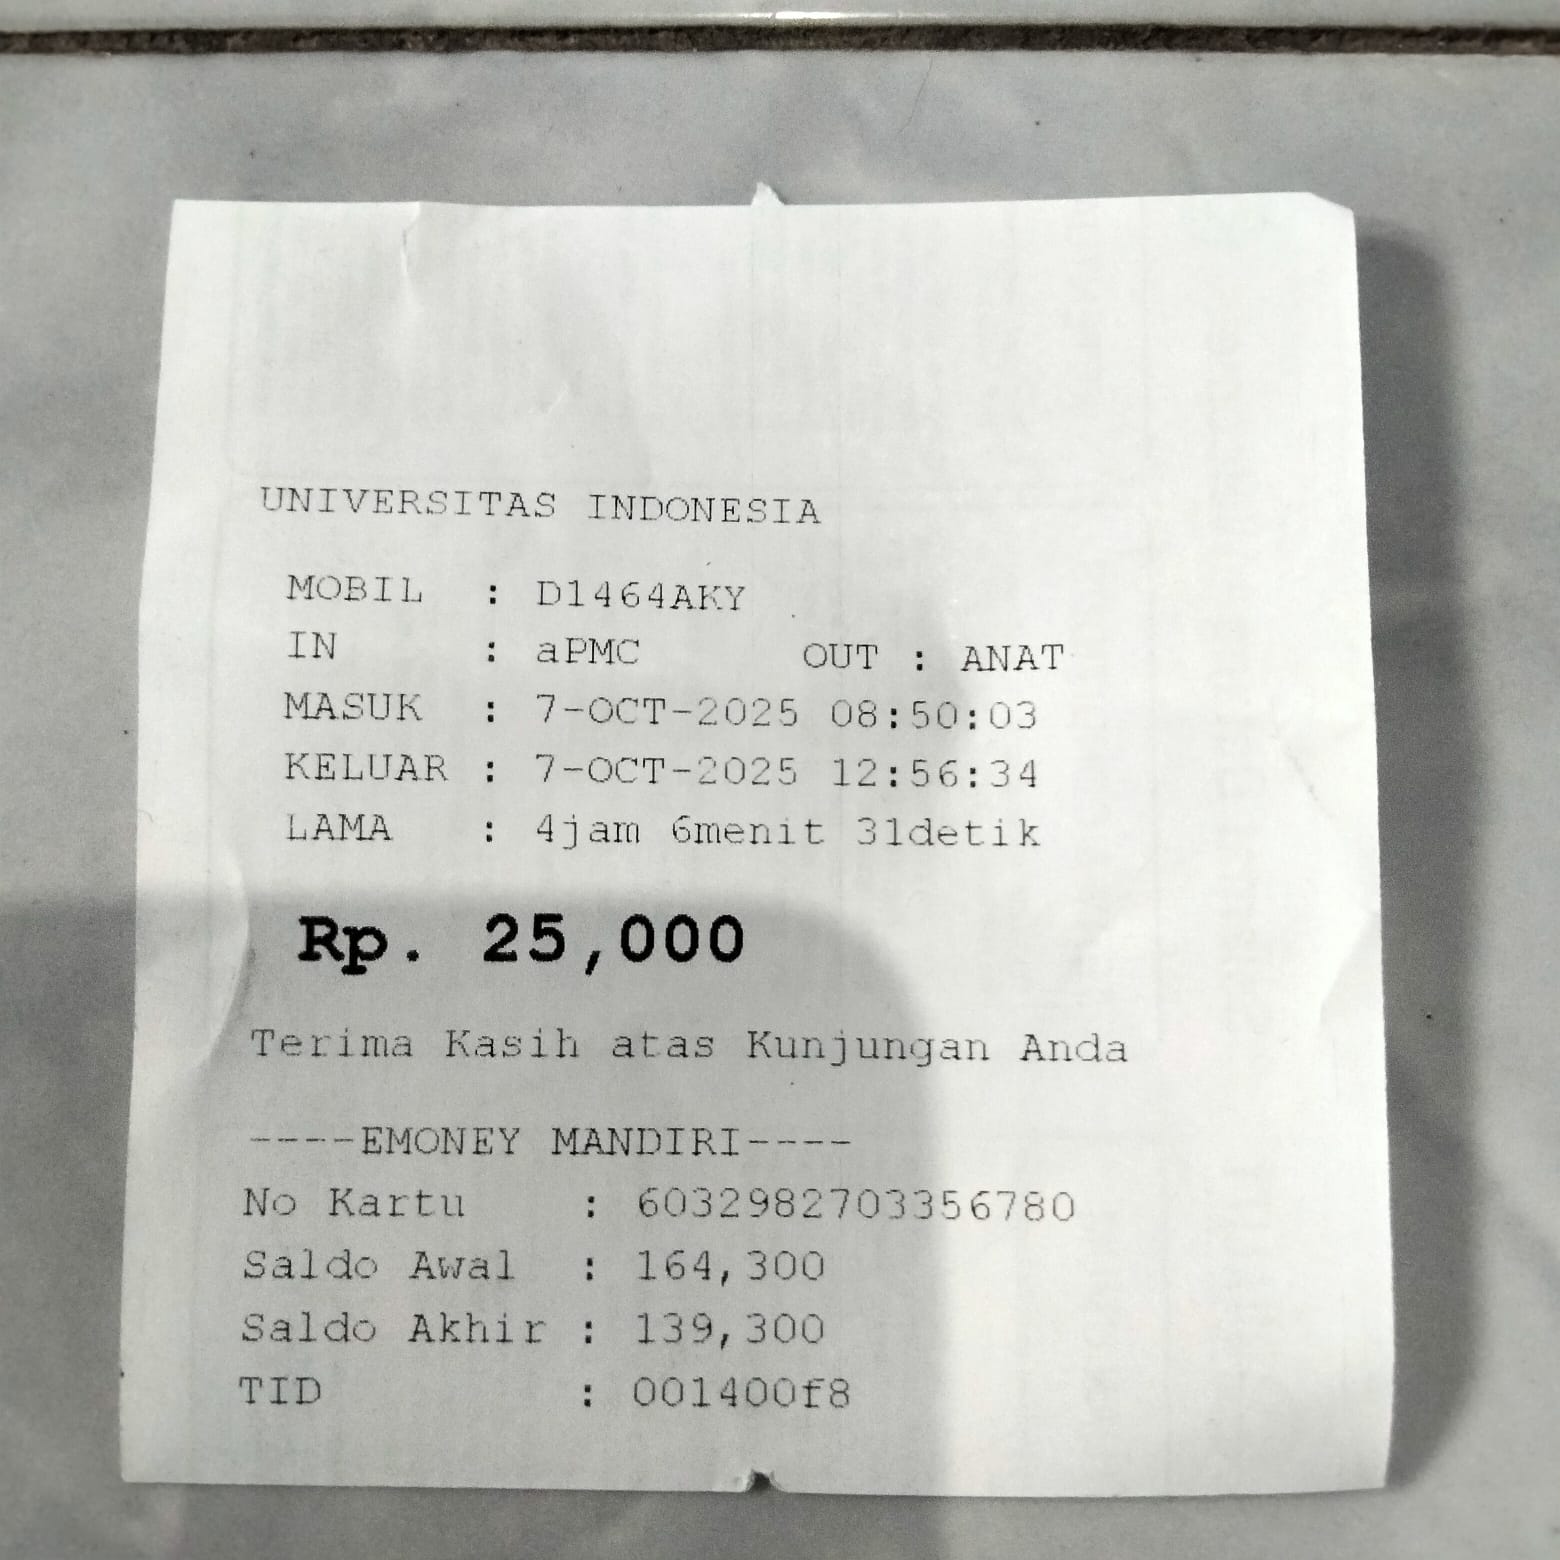 UNIVERSITAS INDONESIA
MOBIL : D1464AKY
IN : aPMC OUT : ANAT
MASUK : 7-OCT-2025 08:50:03
KELUAR : 7-OCT-2025 12:56:34
LAMA : 4jam 6menit 31detik
Rp. 25,000
Terima Kasih atas Kunjungan Anda
----EMONEY MANDIRI----
No Kartu : 6032982703356780
Saldo Awal : 164,300
Saldo Akhir : 139,300
TID : 001400f8